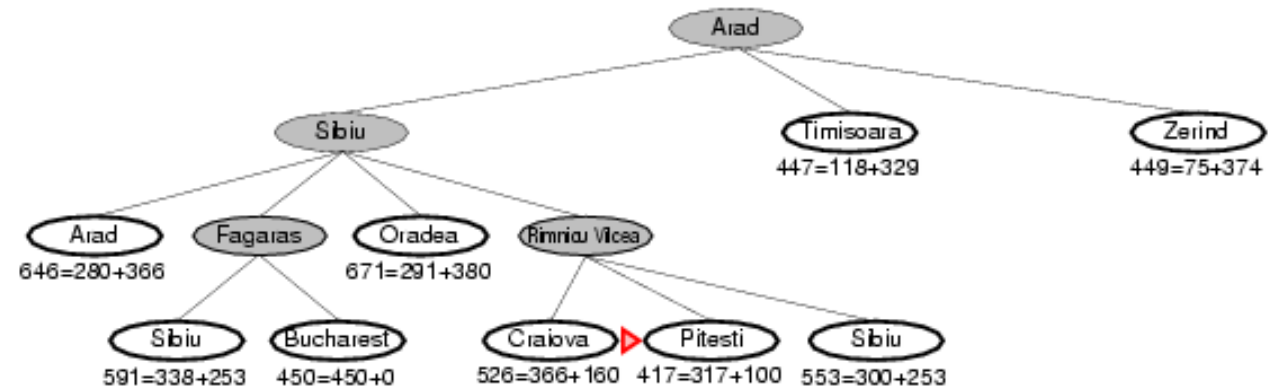 Arad
Sibiu
Timisoara
Zerind
447=118+329
449=75+374
Arad
Fagaras
Oradea
Rimnicu Vilcea
646=280+366
671=291+380
Sibiu
Bucharest
Craiova
Pitesti
Sibiu
591=338+253
450=450+0
526=366+160
417=317+100
553=300+253